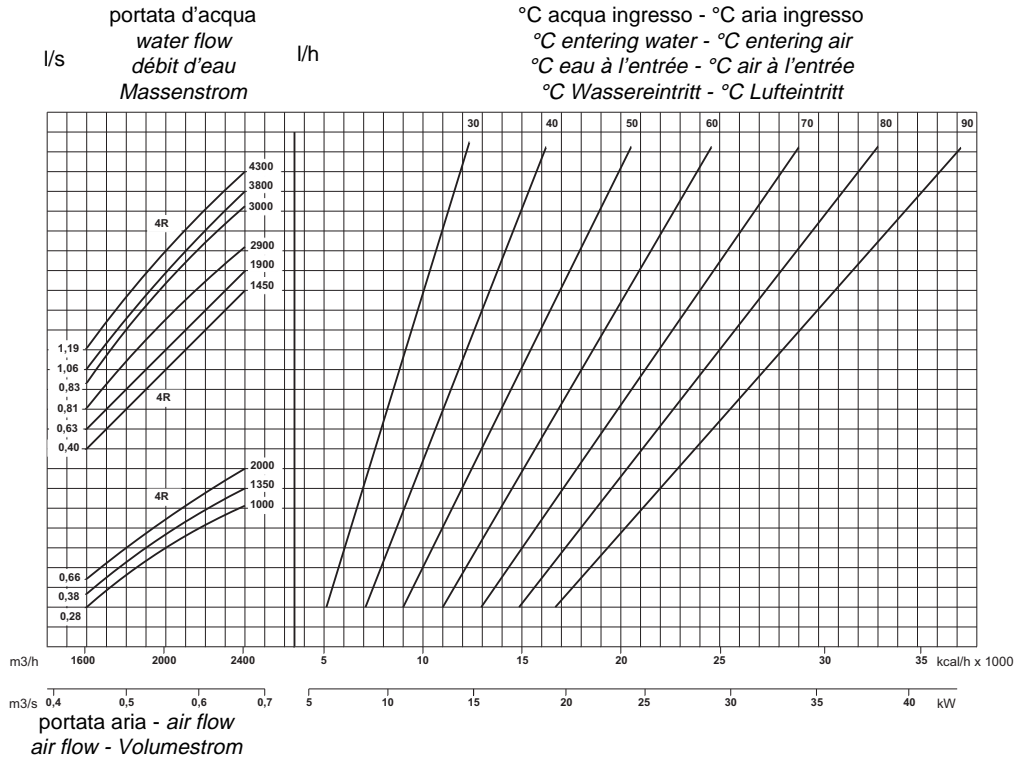 portata d'acqua
water flow
débit d'eau
Massenstrom
l/s
l/h
°C acqua ingresso - °C aria ingresso
°C entering water - °C entering air
°C eau à l'entrée - °C air à l'entrée
°C Wassereintritt - °C Lufteintritt
30 40 50 60 70 80 90
4300
3800
3000
4R
2900
1900
1450
1,19
1,06
0,83
0,81
0,63
0,40
4R
2000
1350
1000
4R
0,66
0,38
0,28
m3/h 1600 2000 2400 5 10 15 20 25 30 35 kcal/h x 1000
m3/s 0,4 0,5 0,6 0,7 5 10 15 20 25 30 35 40 kW
portata aria - air flow
air flow - Volumestrom